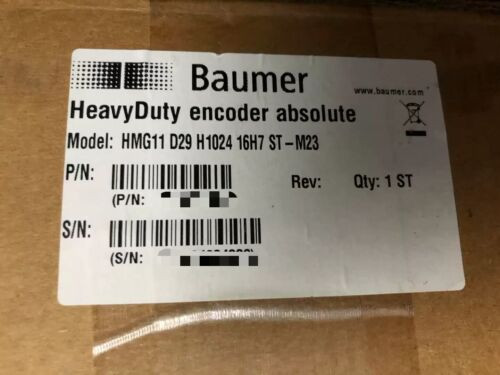 Baumer
www.baumer.com
HeavyDuty encoder absolute
Model: HMG11 D29 H1024 16H7 ST-M23
P/N:
(P/N:
Rev:
Qty: 1 ST
S/N:
(S/N: